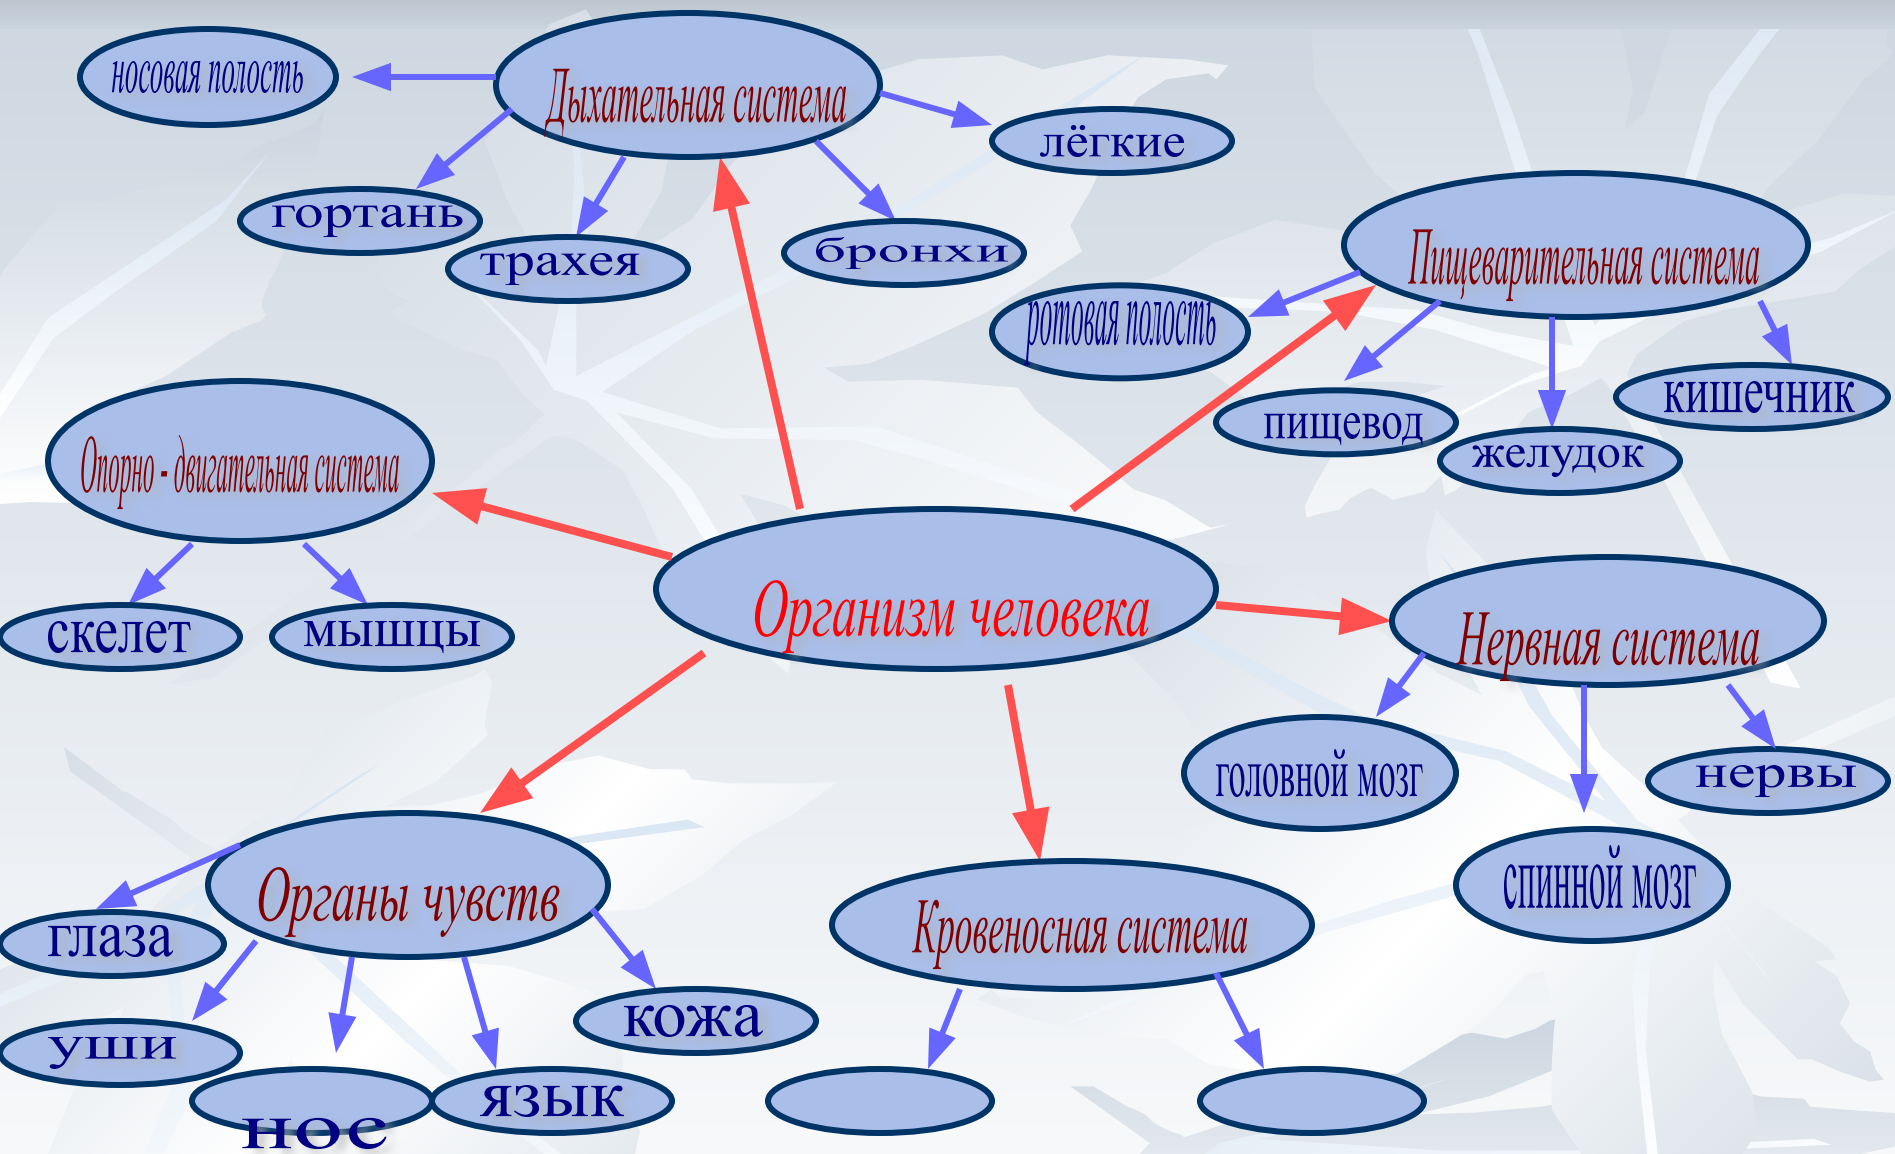 носовая полость
Дыхательная система
лёгкие
гортань
трахея
бронхи
Пищеварительная система
ротовая полость
пищевод
желудок
кишечник
Опорно - двигательная система
скелет
мышцы
Организм человека
Нервная система
головной мозг
спинной мозг
нервы
Органы чувств
глаза
уши
нос
язык
кожа
Кровеносная система